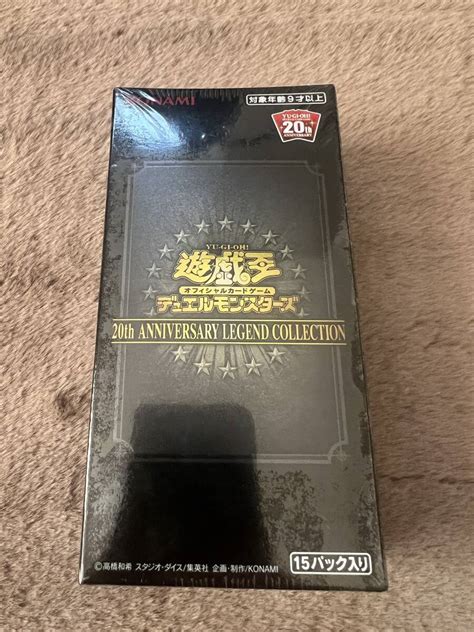 KONAMI
対象年齢9才以上
YU-GI-OH!
20th
ANNIVERSARY
YU-GI-OH!
遊戯王
オフィシャルカードゲーム
デュエルモンスターズ
20th ANNIVERSARY LEGEND COLLECTION
©高橋和希 スタジオ・ダイス/集英社 企画・制作/KONAMI
15パック入り